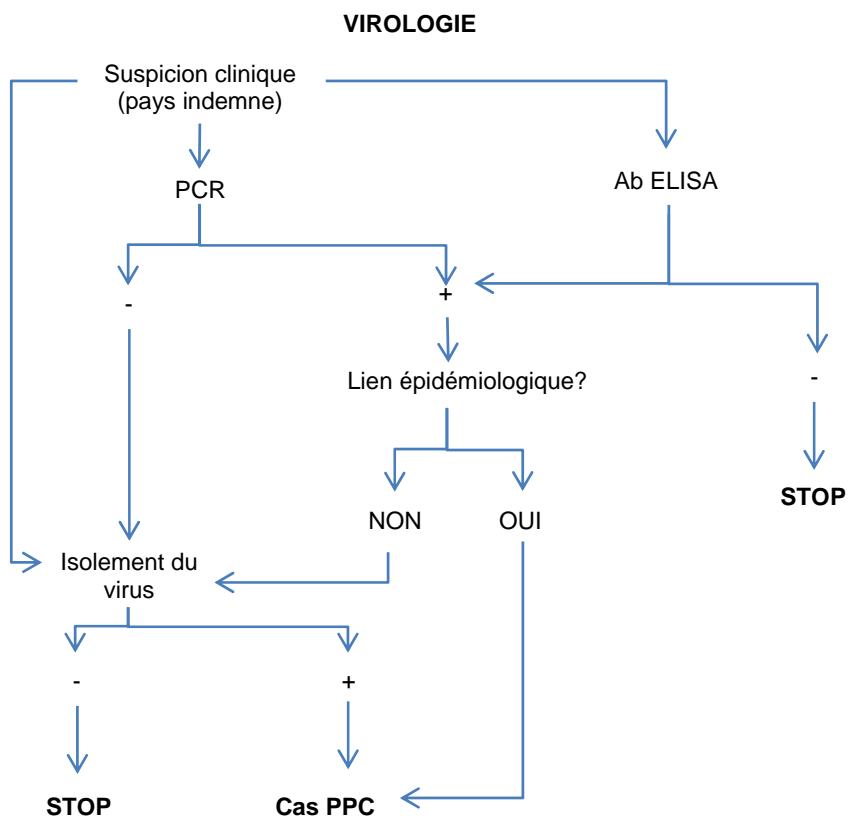 VIROLOGIE
Suspicion clinique
(pays indemne)
PCR
Ab ELISA
-
+
Lien épidémiologique?
-
STOP
NON
OUI
Isolement du
virus
-
+
STOP
Cas PPC